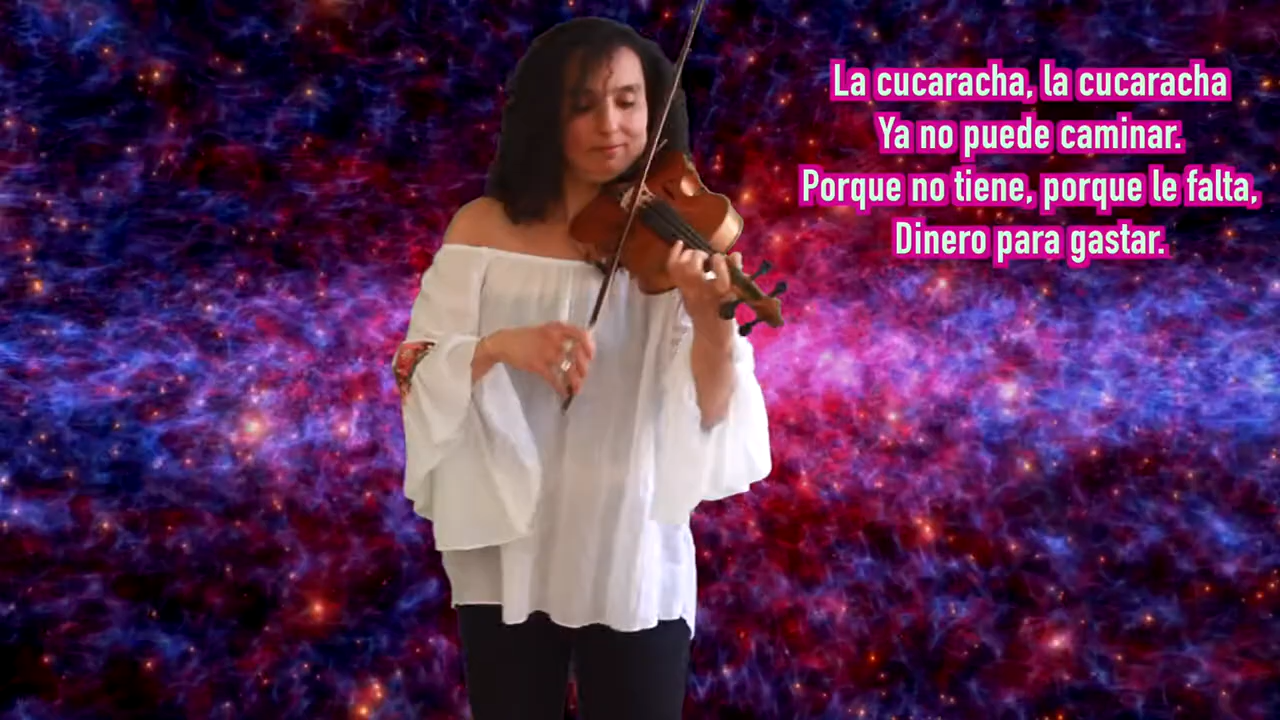 La cucaracha, la cucaracha
Ya no puede caminar.
Porque no tiene, porque le falta,
Dinero para gastar.